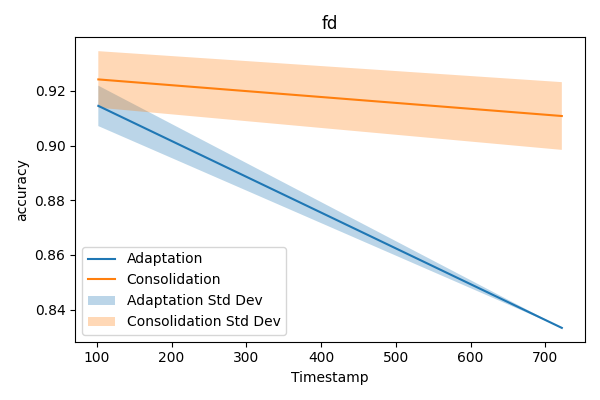 fd
accuracy
0.92
0.90
0.88
0.86
0.84
Adaptation
Consolidation
Adaptation Std Dev
Consolidation Std Dev
100 200 300 400 500 600 700
Timestamp